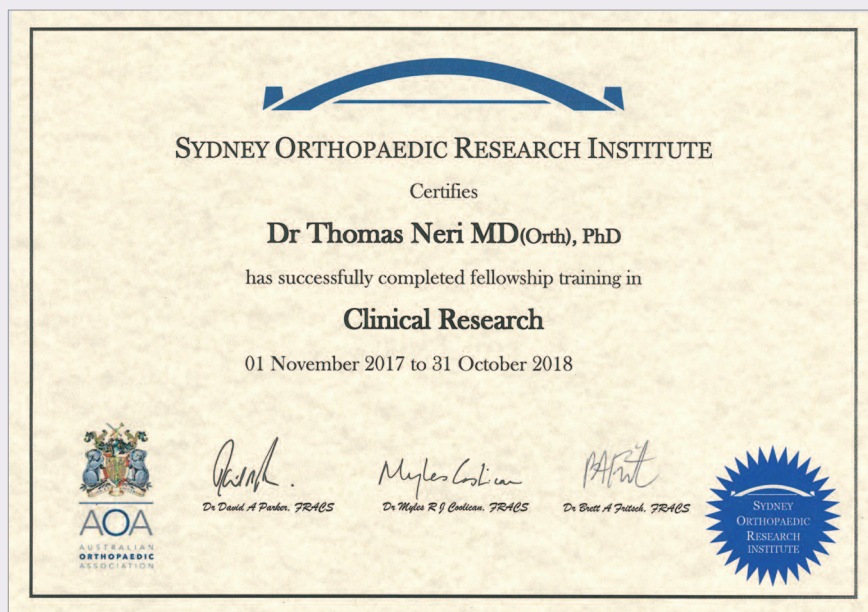 SYDNEY ORTHOPAEDIC RESEARCH INSTITUTE
Certifies
Dr Thomas Neri MD(Orth), PhD
has successfully completed fellowship training in
Clinical Research
01 November 2017 to 31 October 2018
Myles Coolican
Dr David A Parker, FRACS
Dr Myles R J Coolican, FRACS
Dr Brett A Fritsch, FRACS
AOA
AUSTRALIAN
ORTHOPAEDIC
ASSOCIATION
SYDNEY
ORTHOPAEDIC
RESEARCH
INSTITUTE